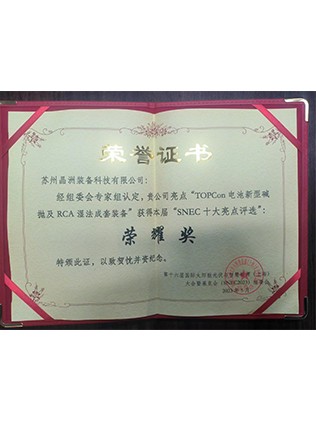 荣誉证书
苏州晶洲装备科技有限公司:
经组委会专家组认定,贵公司亮点“TOPCon电池新型碱
抛及RCA湿法成套装备”获得本届“SNEC十大亮点评选”:
荣耀奖
特颁此证,以致贺忱并资纪念。